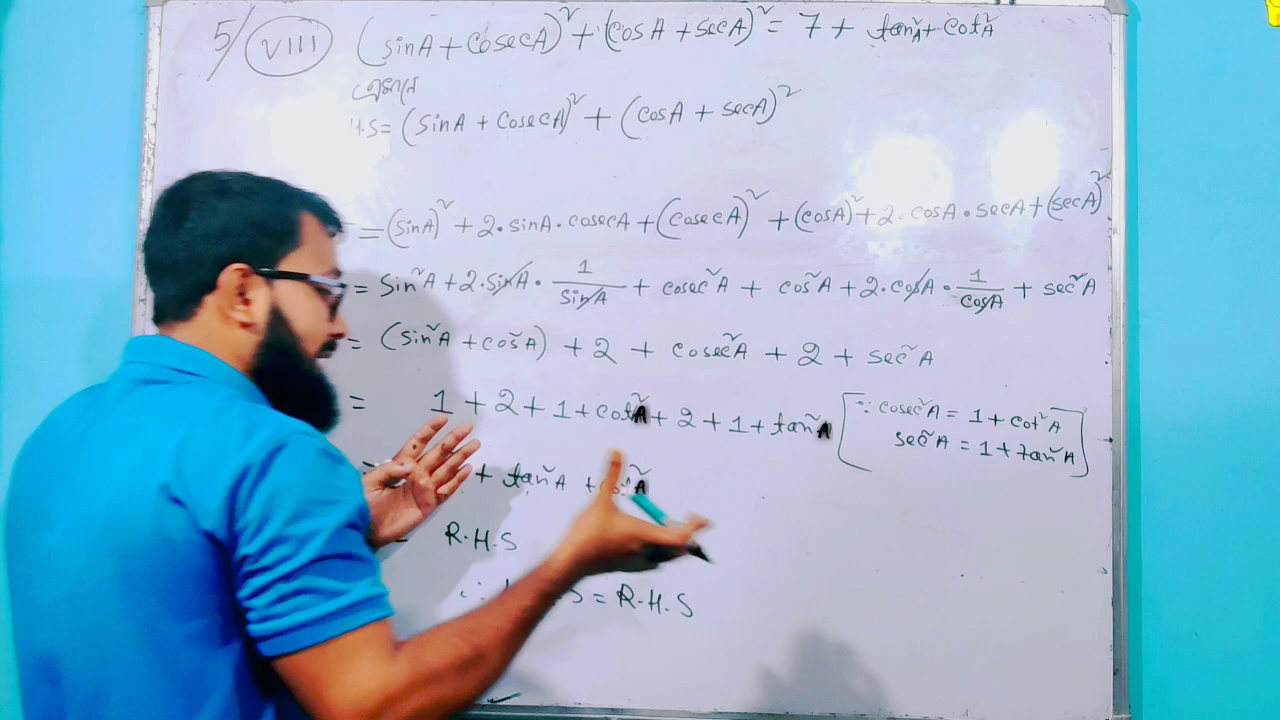 5/ VIII (sinA + cosecA)² + (cosA + secA)² = 7 + tan²A + cot²A
এখানে
H.S = (sinA + cosecA)² + (cosA + secA)²
= (sinA)² + 2·sinA·cosecA + (cosecA)² + (cosA)² + 2·cosA·secA + (secA)²
= sin²A + 2·sinA·1/sinA + cosec²A + cos²A + 2·cosA·1/cosA + sec²A
= (sin²A + cos²A) + 2 + cosec²A + 2 + sec²A
= 1 + 2 + 1 + cot²A + 2 + 1 + tan²A [∵ cosec²A = 1 + cot²A
sec²A = 1 + tan²A]
= + tan²A + A
R.H.S
∴ S = R.H.S